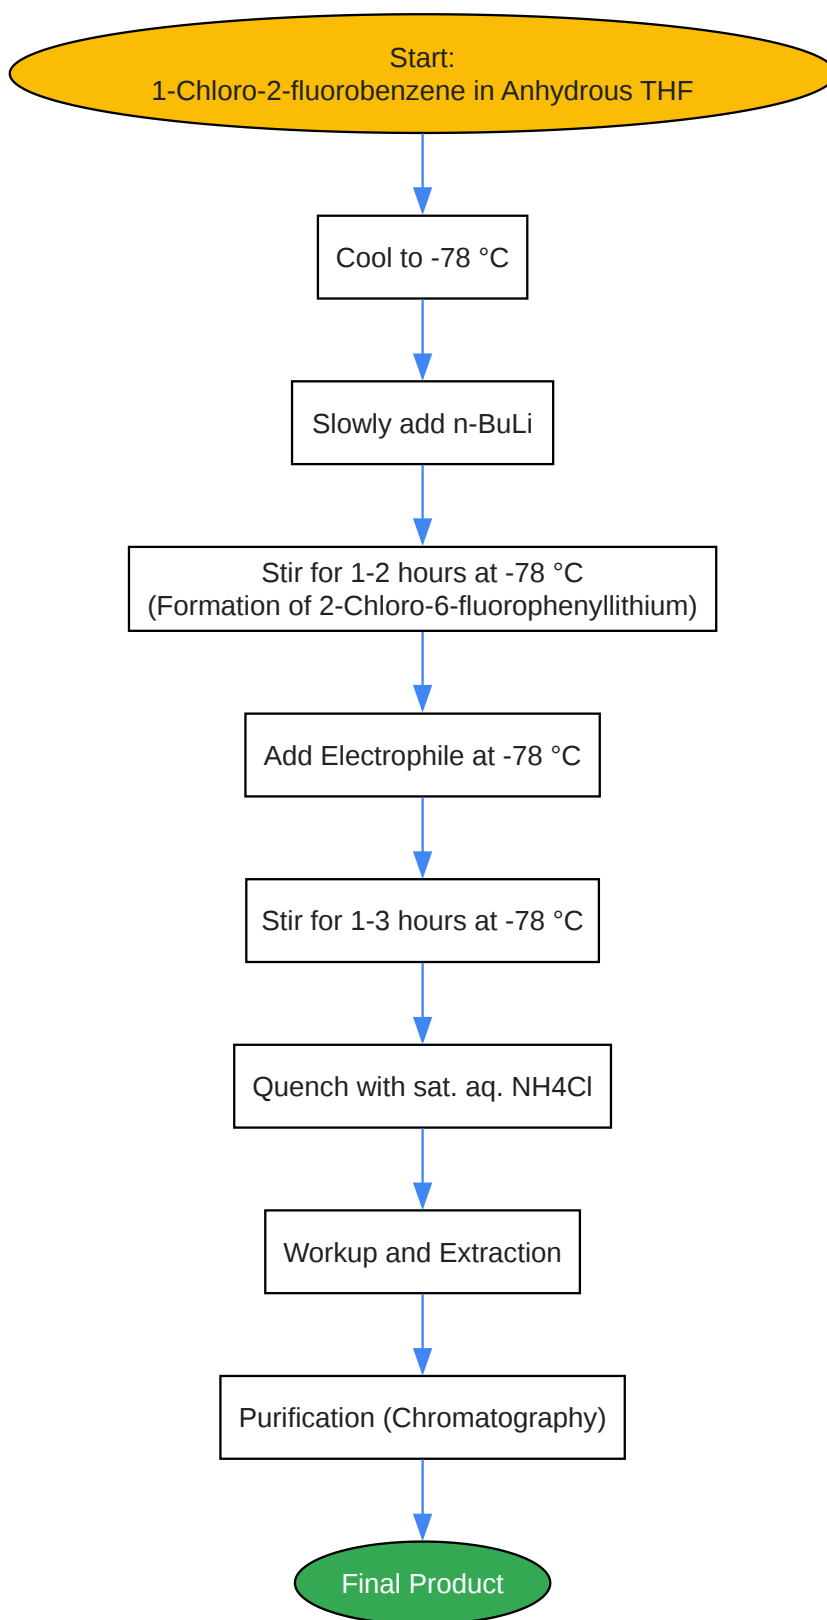 Start:
1-Chloro-2-fluorobenzene in Anhydrous THF
Cool to -78 °C
Slowly add n-BuLi
Stir for 1-2 hours at -78 °C
(Formation of 2-Chloro-6-fluorophenyllithium)
Add Electrophile at -78 °C
Stir for 1-3 hours at -78 °C
Quench with sat. aq. NH4Cl
Workup and Extraction
Purification (Chromatography)
Final Product